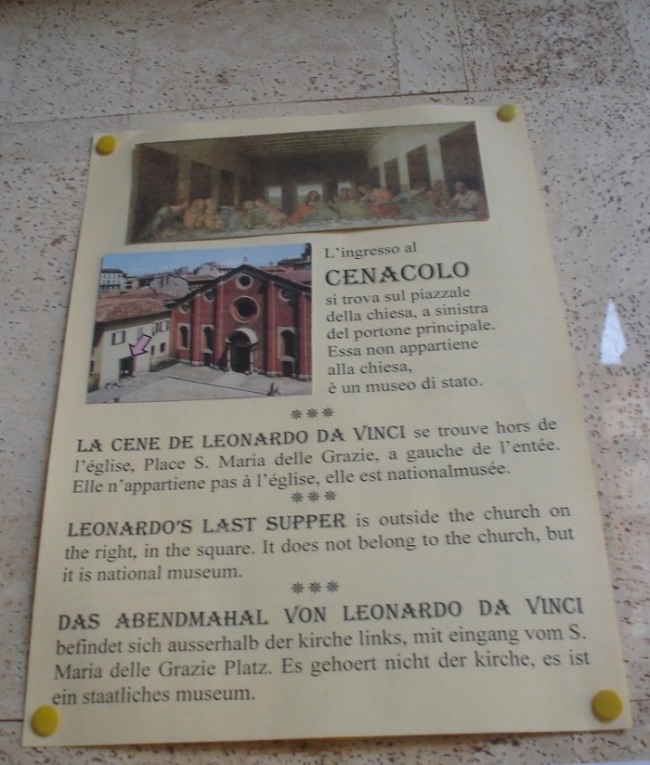 L'ingresso al
CENACOLO
si trova sul piazzale
della chiesa, a sinistra
del portone principale.
Essa non appartiene
alla chiesa,
è un museo di stato.
LA CENE DE LEONARDO DA VINCI se trouve hors de
l'église, Place S. Maria delle Grazie, a gauche de l'entée.
Elle n'appartiene pas à l'église, elle est nationalmusée.
LEONARDO'S LAST SUPPER is outside the church on
the right, in the square. It does not belong to the church, but
it is national museum.
DAS ABENDMAHAL VON LEONARDO DA VINCI
befindet sich ausserhalb der kirche links, mit eingang vom S.
Maria delle Grazie Platz. Es gehoert nicht der kirche, es ist
ein staatliches museum.